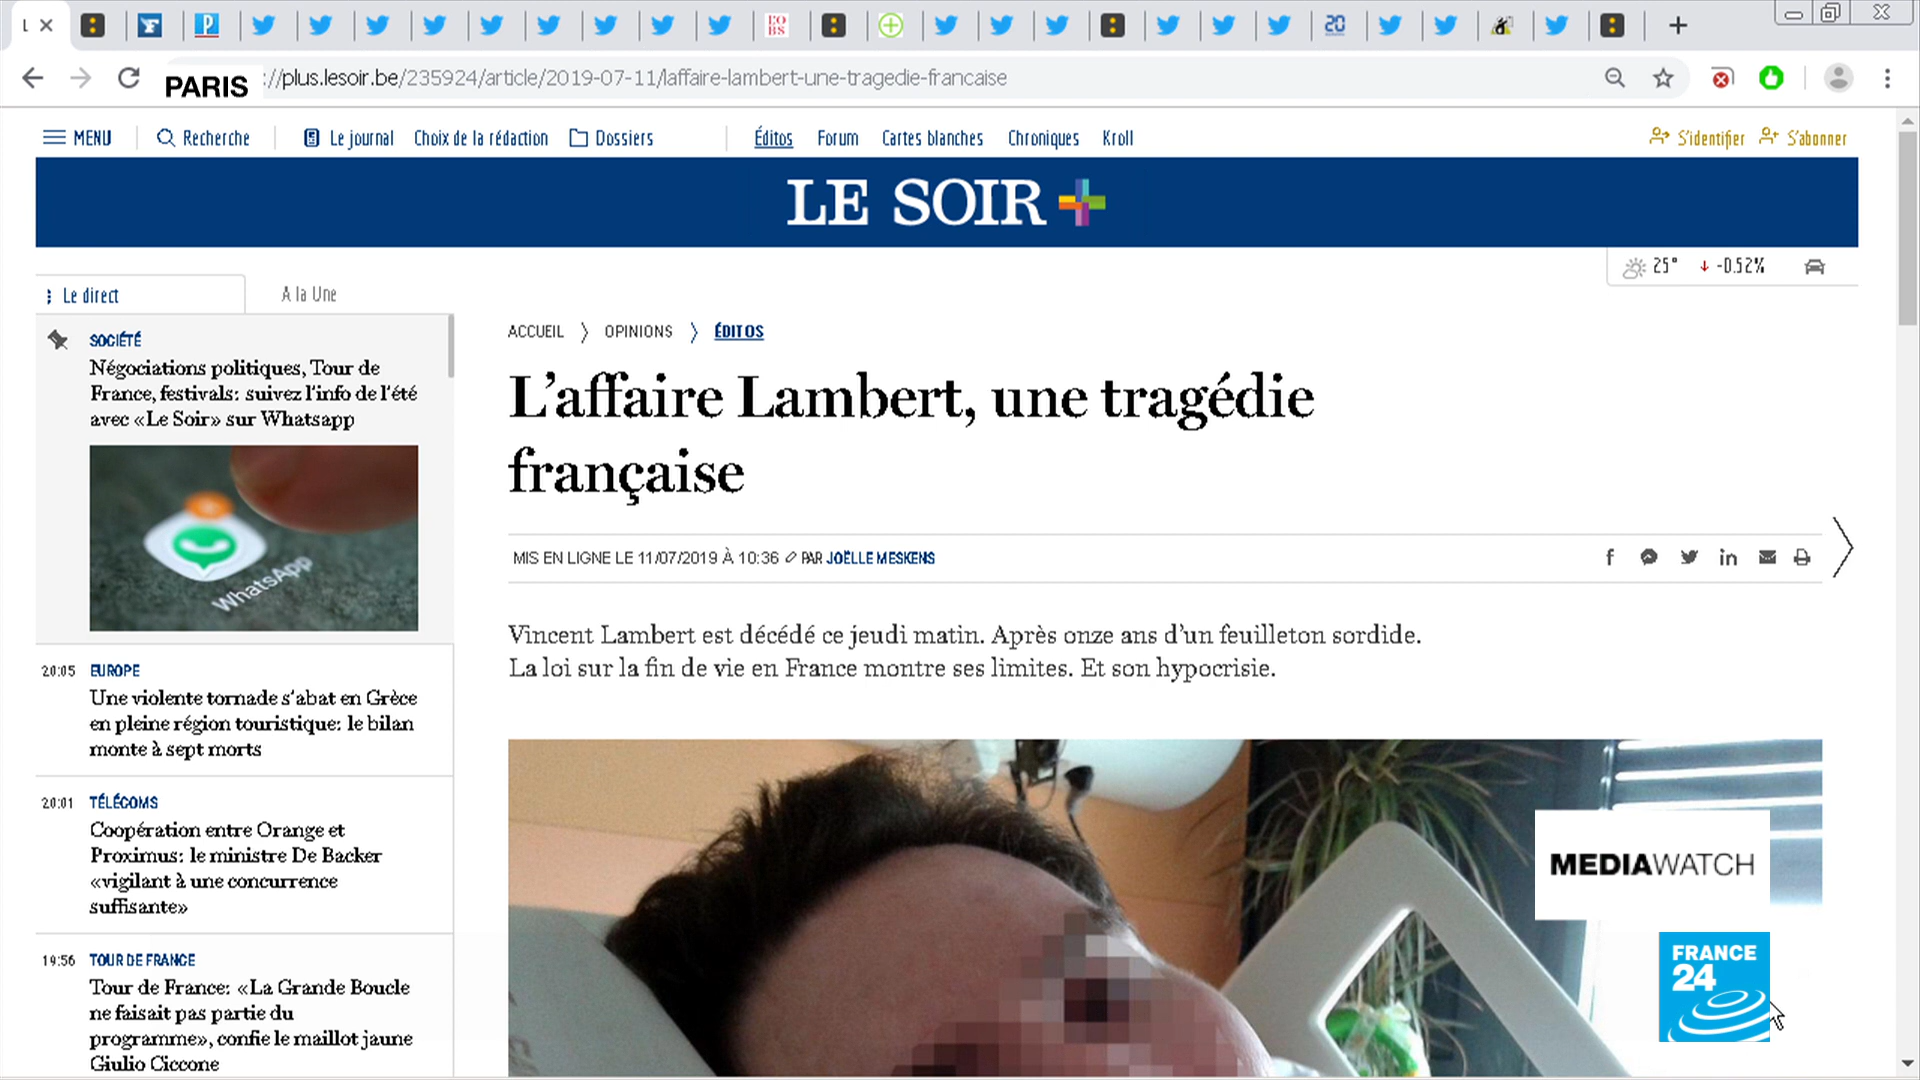 L
PARIS
://plus.lesoir.be/235924/article/2019-07-11/laffaire-lambert-une-tragedie-francaise
MENU
Recherche
Le journal
Choix de la rédaction
Dossiers
Éditos
Forum
Cartes blanches
Chroniques
Kroll
S'identifier
S'abonner
LE SOIR
25°
-0.52%
Le direct
A la Une
SOCIÉTÉ
Négociations politiques, Tour de
France, festivals: suivez l'info de l'été
avec «Le Soir» sur Whatsapp
WhatsApp
20:05 EUROPE
Une violente tornade s'abat en Grèce
en pleine région touristique: le bilan
monte à sept morts
20:01 TÉLÉCOMS
Coopération entre Orange et
Proximus: le ministre De Backer
«vigilant à une concurrence
suffisante»
19:56 TOUR DE FRANCE
Tour de France: «La Grande Boucle
ne faisait pas partie du
programme», confie le maillot jaune
Giulio Ciccone
ACCUEIL
OPINIONS
ÉDITOS
L'affaire Lambert, une tragédie
française
MIS EN LIGNE LE 11/07/2019 À 10:36 PAR JOËLLE MESKENS
Vincent Lambert est décédé ce jeudi matin. Après onze ans d'un feuilleton sordide.
La loi sur la fin de vie en France montre ses limites. Et son hypocrisie.
MEDIAWATCH
FRANCE
24